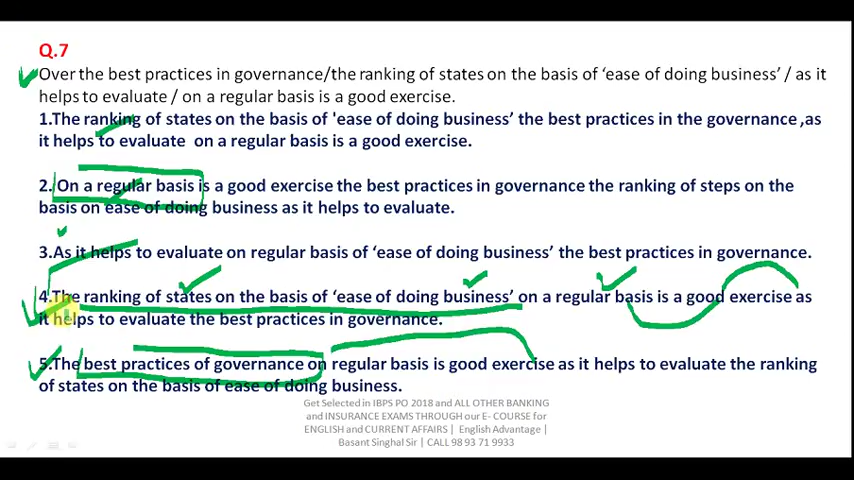 Q.7
Over the best practices in governance/the ranking of states on the basis of ‘ease of doing business’ / as it
helps to evaluate / on a regular basis is a good exercise.
1.The ranking of states on the basis of 'ease of doing business’ the best practices in the governance ,as
it helps to evaluate on a regular basis is a good exercise.
2. On a regular basis is a good exercise the best practices in governance the ranking of steps on the
basis on ease of doing business as it helps to evaluate.
3.As it helps to evaluate on regular basis of ‘ease of doing business’ the best practices in governance.
4.The ranking of states on the basis of ‘ease of doing business’ on a regular basis is a good exercise as
it helps to evaluate the best practices in governance.
5.The best practices of governance on regular basis is good exercise as it helps to evaluate the ranking
of states on the basis of ease of doing business.
Get Selected in IBPS PO 2018 and ALL OTHER BANKING
and INSURANCE EXAMS THROUGH our E- COURSE for
ENGLISH and CURRENT AFFAIRS | English Advantage |
Basant Singhal Sir | CALL 98 93 71 9933